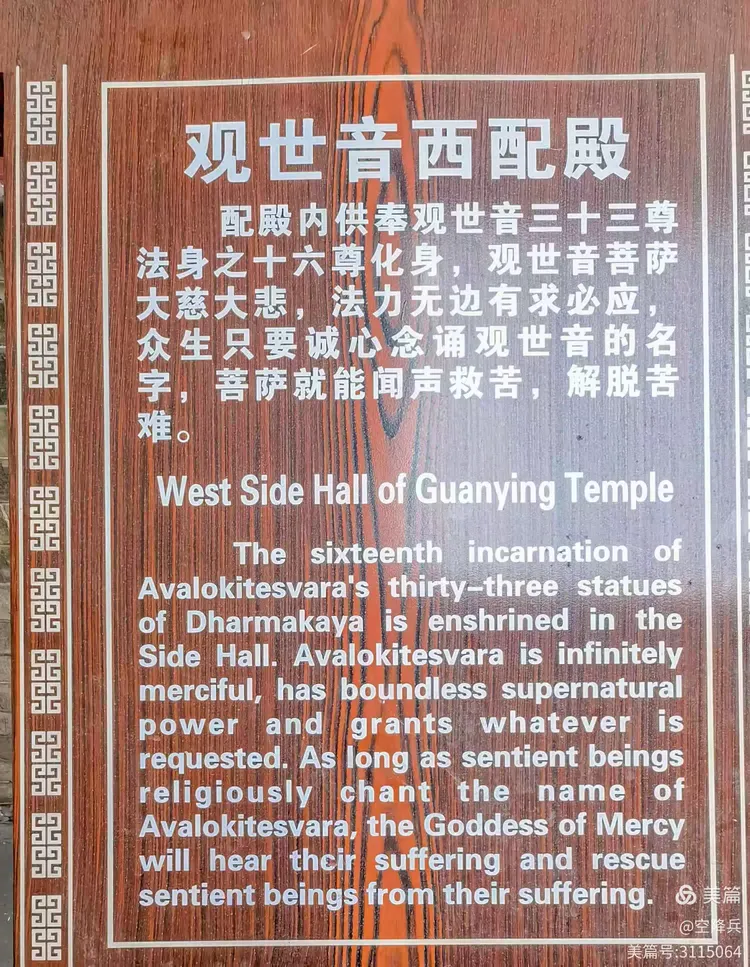 观世音西配殿
配殿内供奉观世音三十三尊
法身之十六尊化身，观世音菩萨
大慈大悲，法力无边有求必应，
众生只要诚心念诵观世音的名
字，菩萨就能闻声救苦，解脱苦
难。
West Side Hall of Guanying Temple
The sixteenth incarnation of
Avalokitesvara's thirty-three statues
of Dharmakaya is enshrined in the
Side Hall. Avalokitesvara is infinitely
merciful, has boundless supernatural
power and grants whatever is
requested. As long as sentient beings
religiously chant the name of
Avalokitesvara, the Goddess of Mercy
will hear their suffering and rescue
sentient beings from their suffering.
美篇
@空降兵
美篇号:3115064